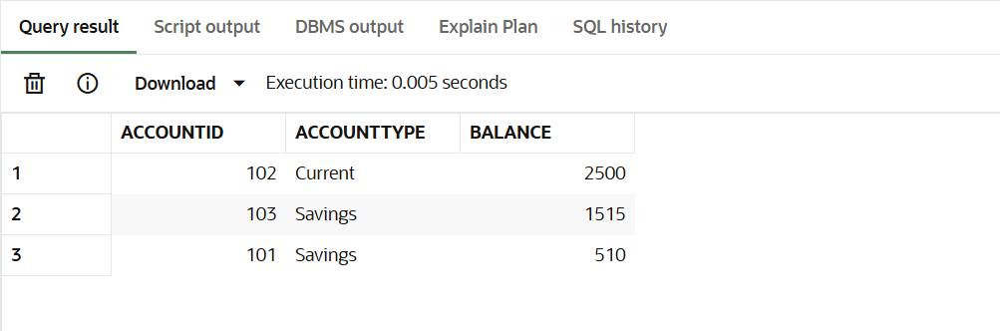 Query result Script output DBMS output Explain Plan SQL history
Download Execution time: 0.005 seconds
ACCOUNTID ACCOUNTTYPE BALANCE
1 102 Current 2500
2 103 Savings 1515
3 101 Savings 510